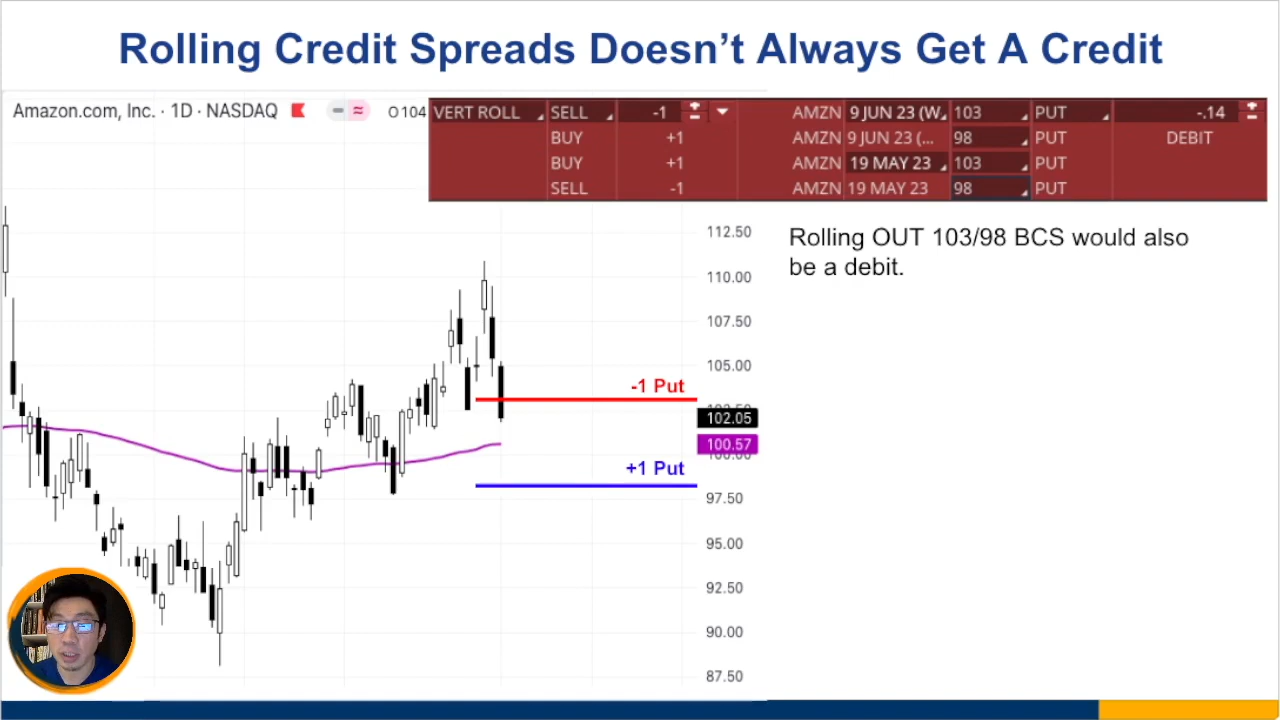 Rolling Credit Spreads Doesn’t Always Get A Credit
Amazon.com, Inc. · 1D · NASDAQ O104
VERT ROLL SELL -1 AMZN 9 JUN 23 (W 103 PUT -.14
BUY +1 AMZN 9 JUN 23 (... 98 PUT DEBIT
BUY +1 AMZN 19 MAY 23 103 PUT
SELL -1 AMZN 19 MAY 23 98 PUT
Rolling OUT 103/98 BCS would also
be a debit.
112.50
110.00
107.50
105.00
-1 Put
102.05
100.57
100.00
+1 Put
97.50
95.00
92.50
90.00
87.50